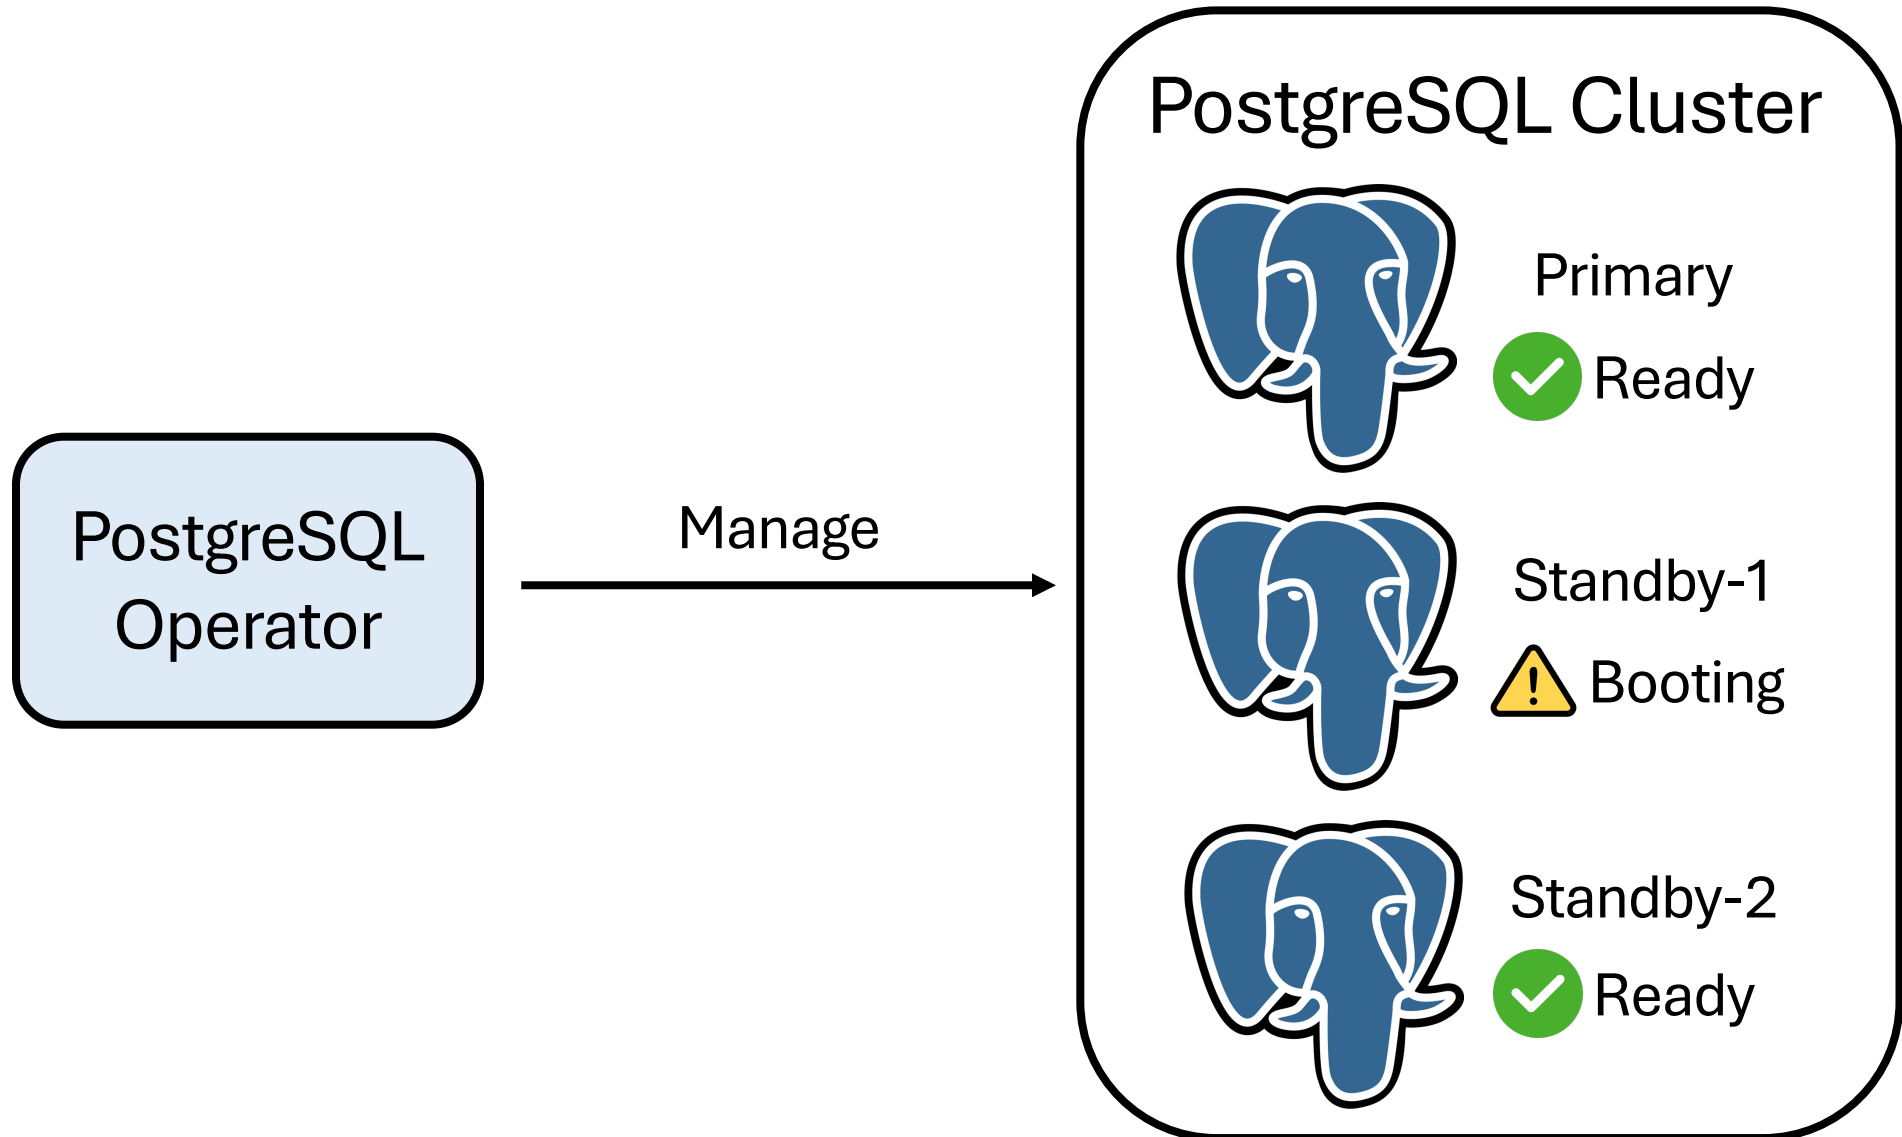 PostgreSQL Cluster
Primary
Ready
PostgreSQL
Operator
Manage
Standby-1
Booting
Standby-2
Ready